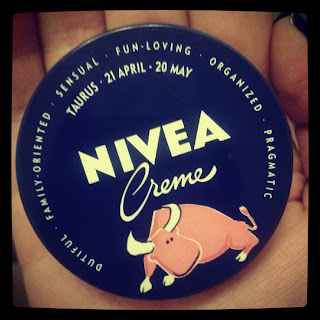 DUTIFUL · FAMILY-ORIENTED · SENSUAL · FUN-LOVING · ORGANIZED · PRAGMATIC
TAURUS · 21 APRIL - 20 MAY
NIVEA
Creme